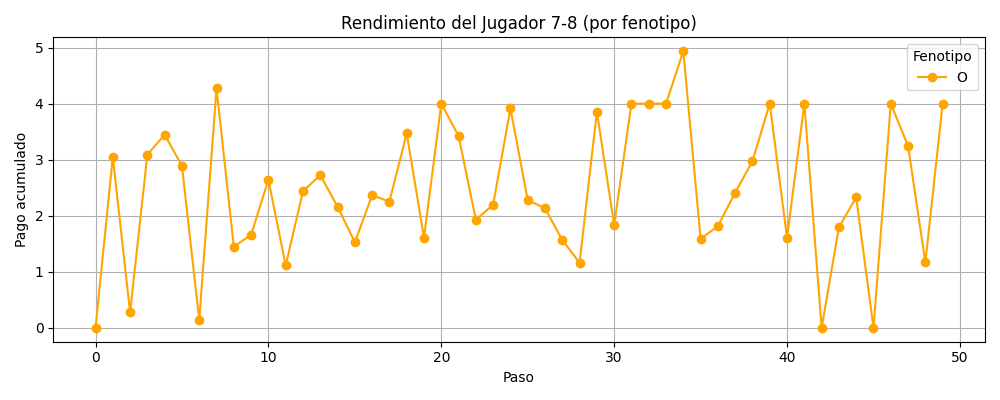 Rendimiento del Jugador 7-8 (por fenotipo)
Pago acumulado
5
4
3
2
1
0
Fenotipo
O
0 10 20 30 40 50
Paso